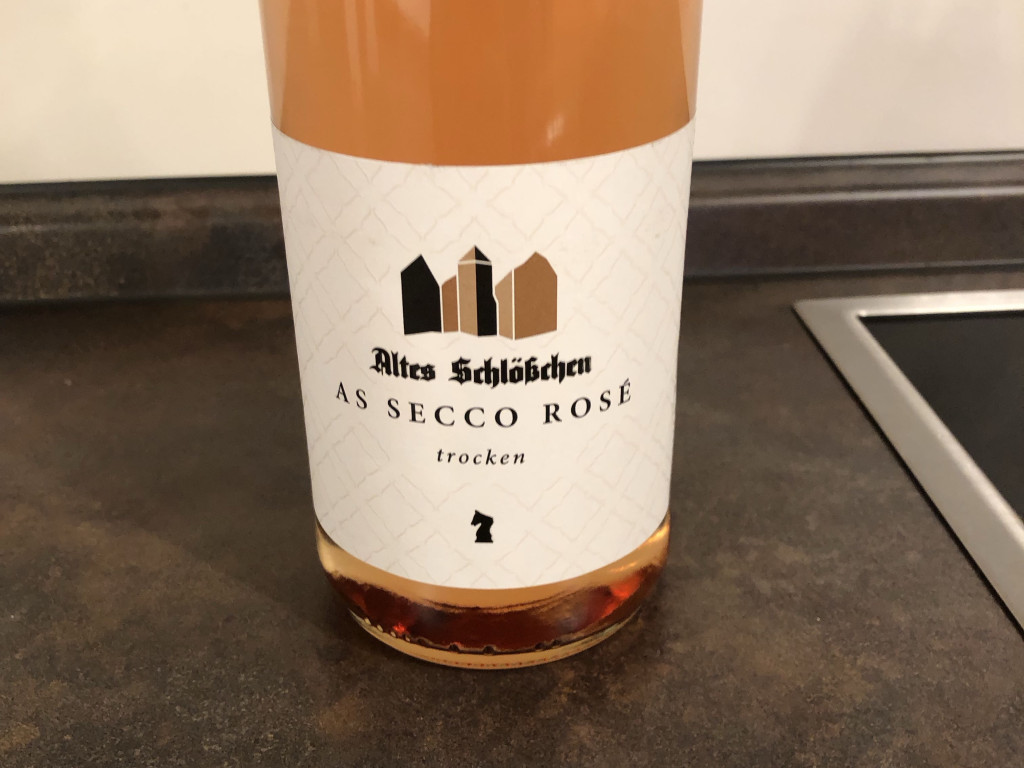 Altes Schlößchen
AS SECCO ROSÉ
trocken